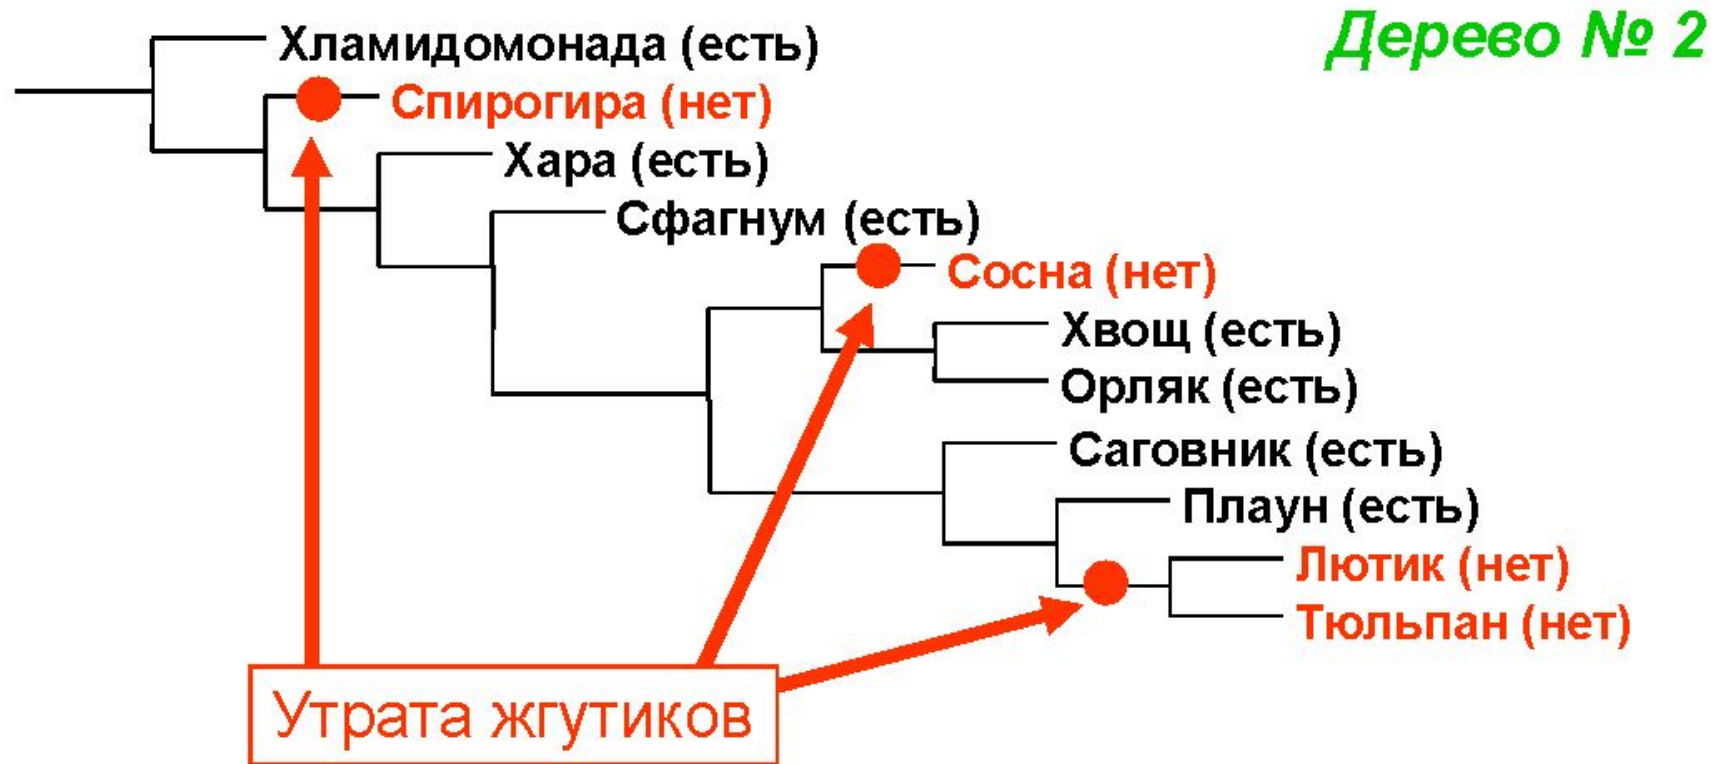 Дерево № 2
Хламидомонада (есть)
Спирогира (нет)
Хара (есть)
Сфагнум (есть)
Сосна (нет)
Хвощ (есть)
Орляк (есть)
Саговник (есть)
Плаун (есть)
Лютик (нет)
Тюльпан (нет)
Утрата жгутиков